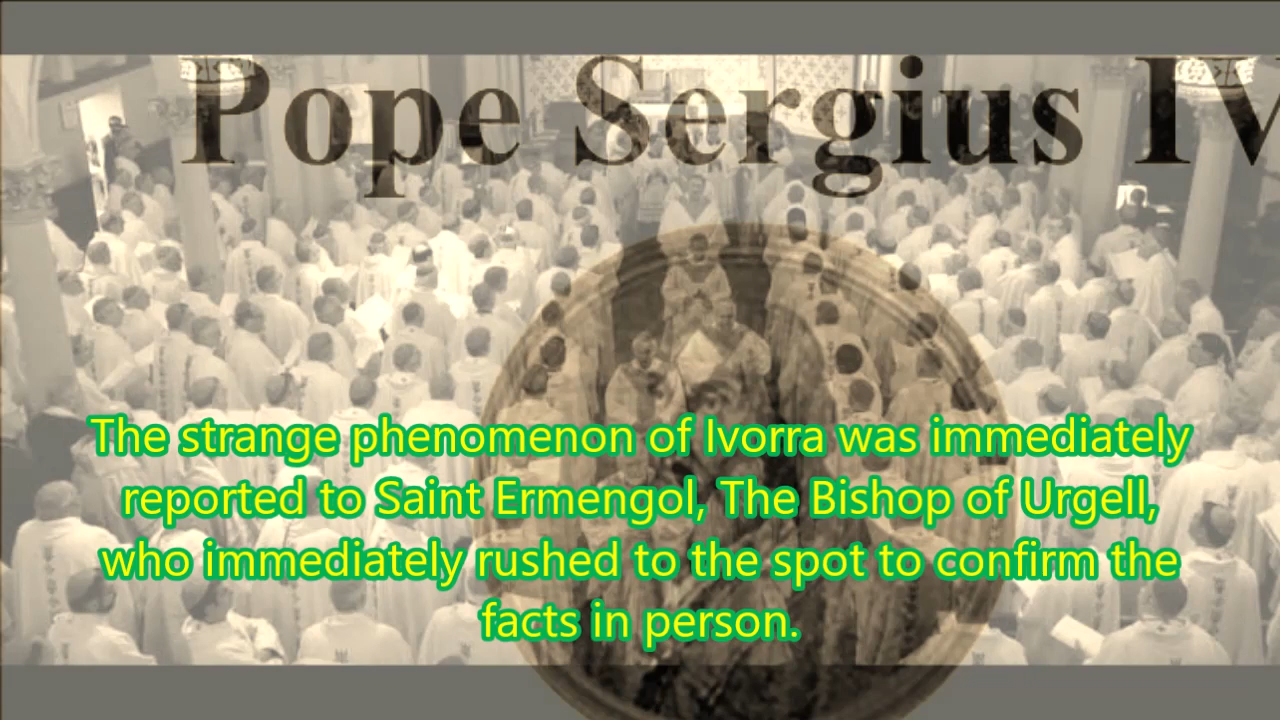 Pope Sergius IV
The strange phenomenon of Ivorra was immediately
reported to Saint Ermengol, The Bishop of Urgell,
who immediately rushed to the spot to confirm the
facts in person.